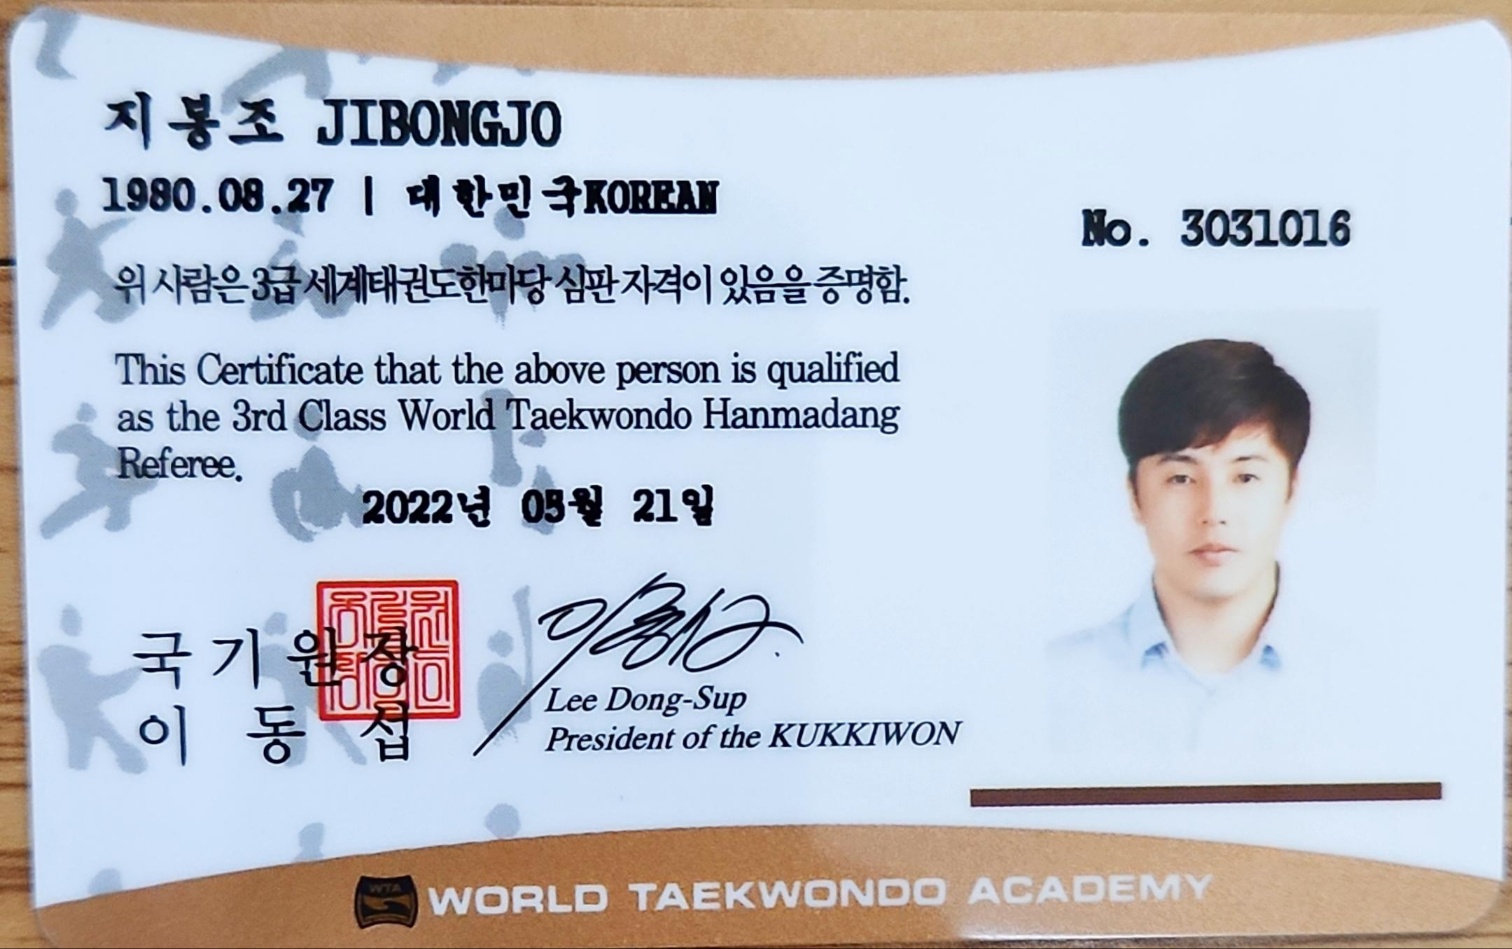 지봉조 JIBONGJO
1980.08.27 | 대한민국KOREAN
No. 3031016
위 사람은 3급 세계태권도한마당 심판 자격이 있음을 증명함.
This Certificate that the above person is qualified
as the 3rd Class World Taekwondo Hanmadang
Referee.
2022년 05월 21일
국기원장
이동섭
Lee Dong-Sup
President of the KUKKIWON
WTA
WORLD TAEKWONDO ACADEMY